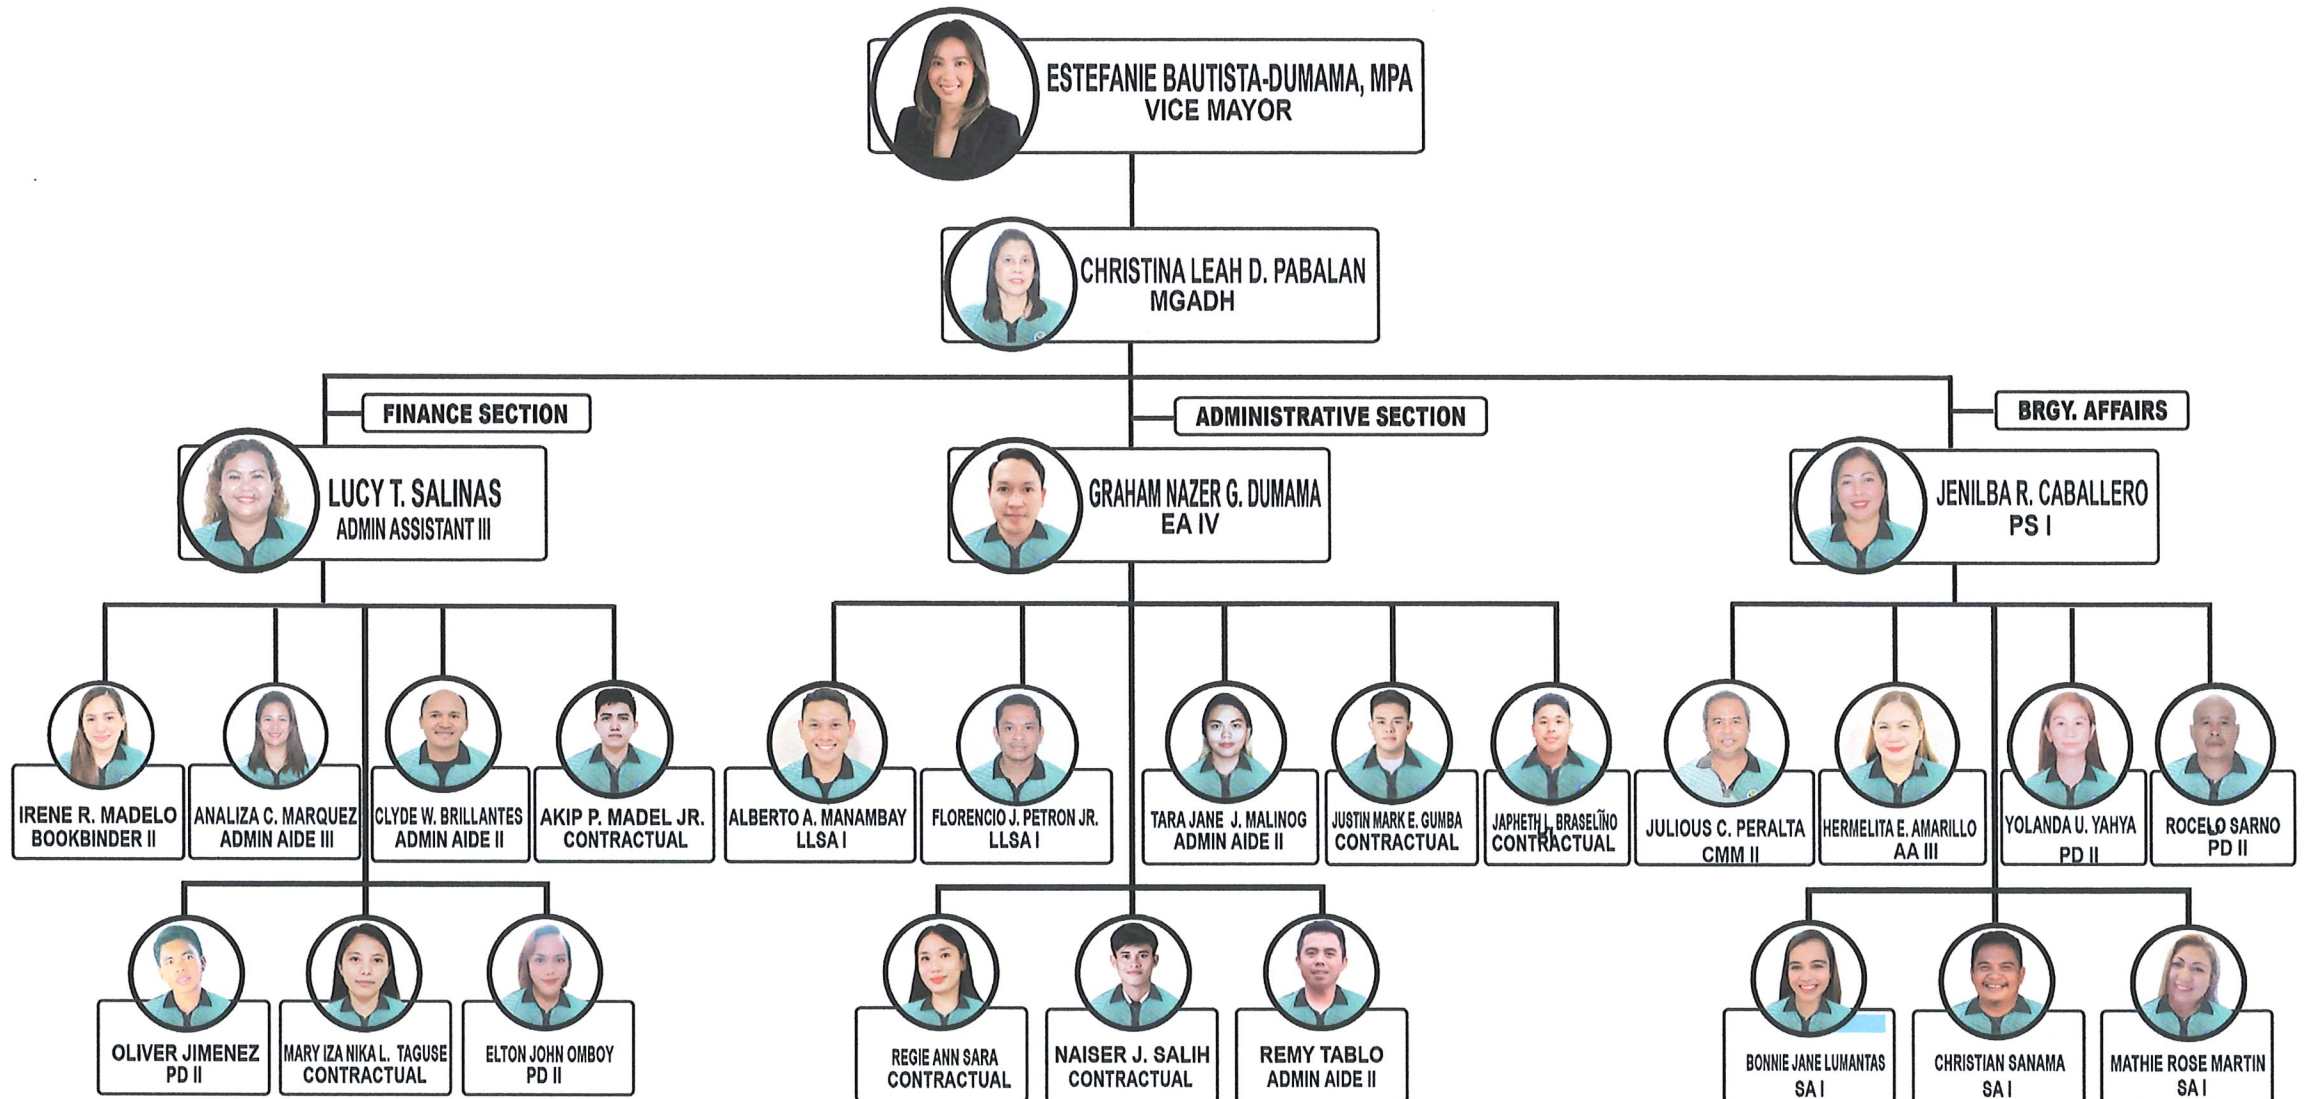 ESTEFANIE BAUTISTA-DUMAMA, MPA
VICE MAYOR
CHRISTINA LEAH D. PABALAN
MGADH
FINANCE SECTION
ADMINISTRATIVE SECTION
BRGY. AFFAIRS
LUCY T. SALINAS
ADMIN ASSISTANT III
GRAHAM NAZER G. DUMAMA
EA IV
JENILBA R. CABALLERO
PS I
IRENE R. MADELO
BOOKBINDER II
ANALIZA C. MARQUEZ
ADMIN AIDE III
CLYDE W. BRILLANTES
ADMIN AIDE II
AKIP P. MADEL JR.
CONTRACTUAL
ALBERTO A. MANAMBAY
LLSA I
FLORENCIO J. PETRON JR.
LLSA I
TARA JANE J. MALINOG
ADMIN AIDE II
JUSTIN MARK E. GUMBA
CONTRACTUAL
JAPHETH L. BRASELIÑO
CONTRACTUAL
JULIOUS C. PERALTA
CMM II
HERMELITA E. AMARILLO
AA III
YOLANDA U. YAHYA
PD II
ROCELO SARNO
PD II
OLIVER JIMENEZ
PD II
MARY IZA NIKA L. TAGUSE
CONTRACTUAL
ELTON JOHN OMBOY
PD II
REGIE ANN SARA
CONTRACTUAL
NAISER J. SALIH
CONTRACTUAL
REMY TABLO
ADMIN AIDE II
BONNIE JANE LUMANTAS
SA I
CHRISTIAN SANAMA
SA I
MATHIE ROSE MARTIN
SA I